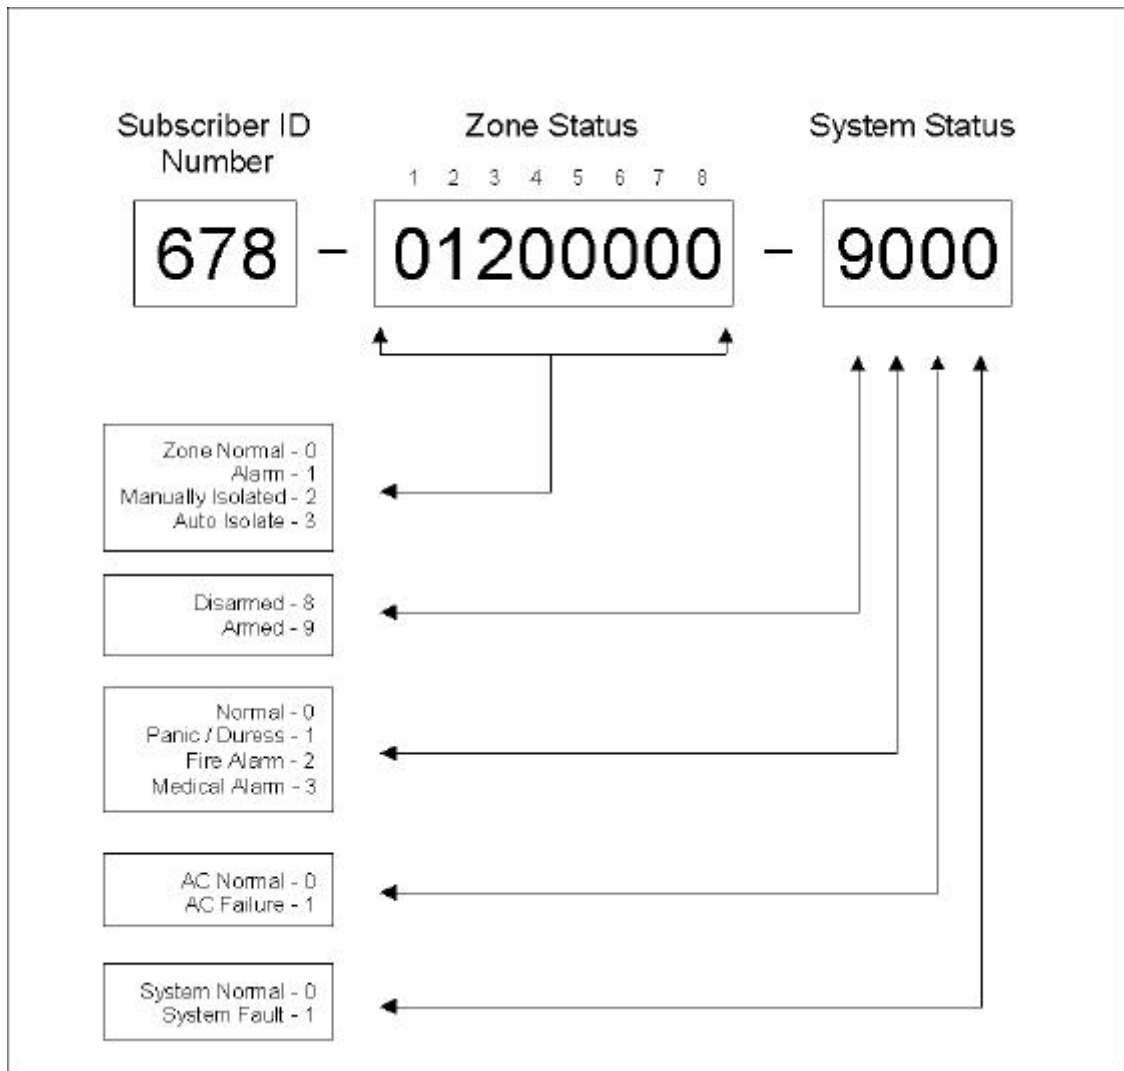 Subscriber ID
Number
Zone Status
System Status
1 2 3 4 5 6 7 8
678 - 01200000 - 9000
Zone Normal - 0
Alarm - 1
Manually Isolated - 2
Auto Isolate - 3
Disarmed - 8
Armed - 9
Normal - 0
Panic / Duress - 1
Fire Alarm - 2
Medical Alarm - 3
AC Normal - 0
AC Failure - 1
System Normal - 0
System Fault - 1